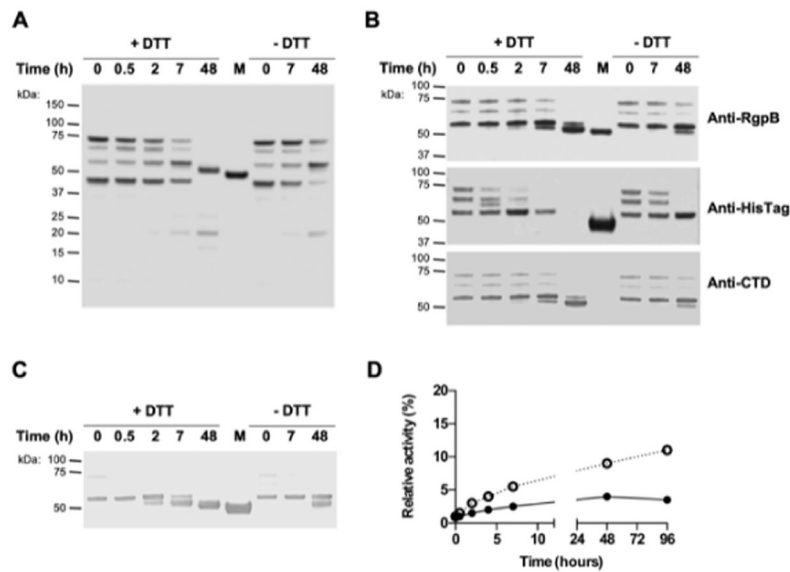 A
+ DTT - DTT
Time (h) 0 0.5 2 7 48 M 0 7 48
kDa:
150
100
75
50
37
25
20
15
10
B
+ DTT - DTT
Time (h) 0 0.5 2 7 48 M 0 7 48
kDa:
100
75
50
37
Anti-RgpB
100
75
50
37
Anti-HisTag
100
75
50
Anti-CTD
C
+ DTT - DTT
Time (h) 0 0.5 2 7 48 M 0 7 48
kDa: 100
75
50
D
Relative activity (%)
20
15
10
5
0
0 5 10 24 48 72 96
Time (hours)